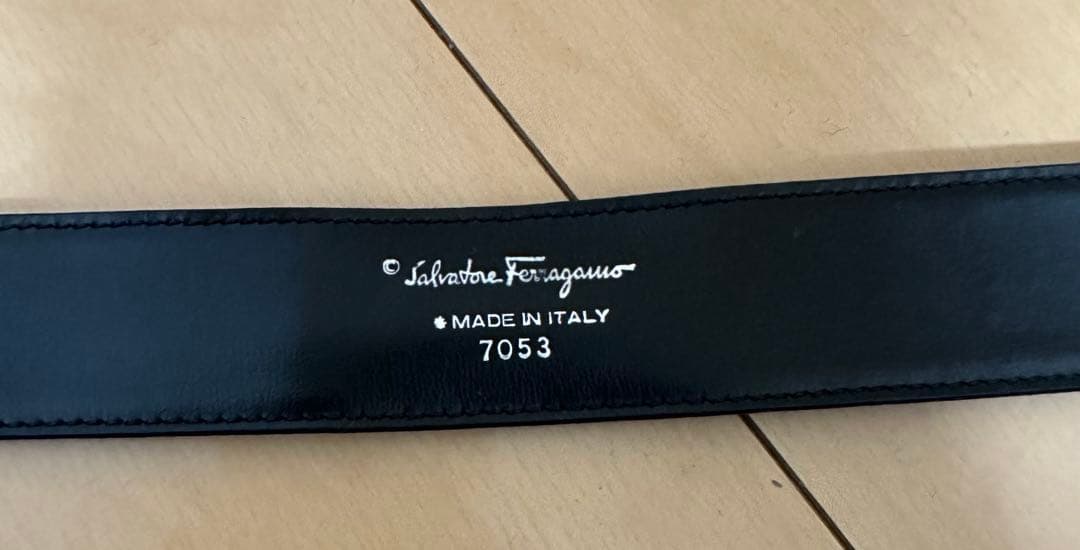 © Salvatore Ferragamo
* MADE IN ITALY
7053